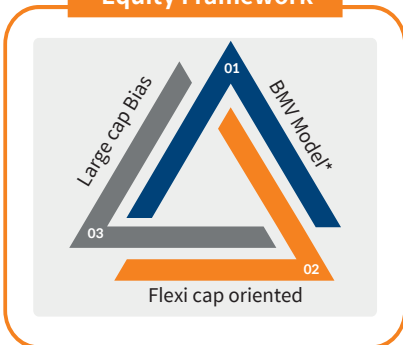 Equity Framework
01
Large cap Bias
BMV Model*
03
02
Flexi cap oriented